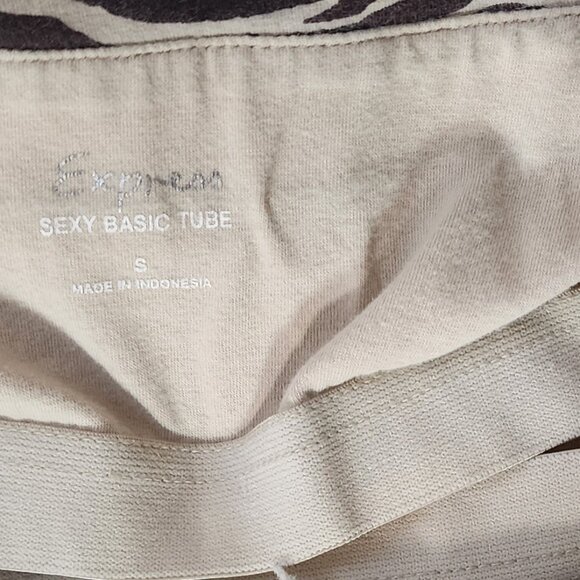 Express
SEXY BASIC TUBE
S
MADE IN INDONESIA